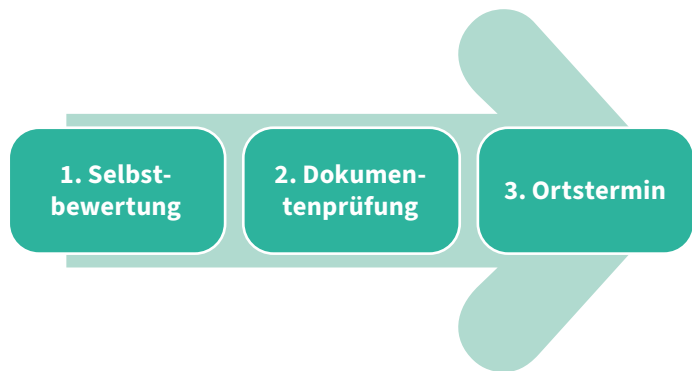 1. Selbst-
bewertung
2. Dokumen-
tenprüfung
3. Ortstermin